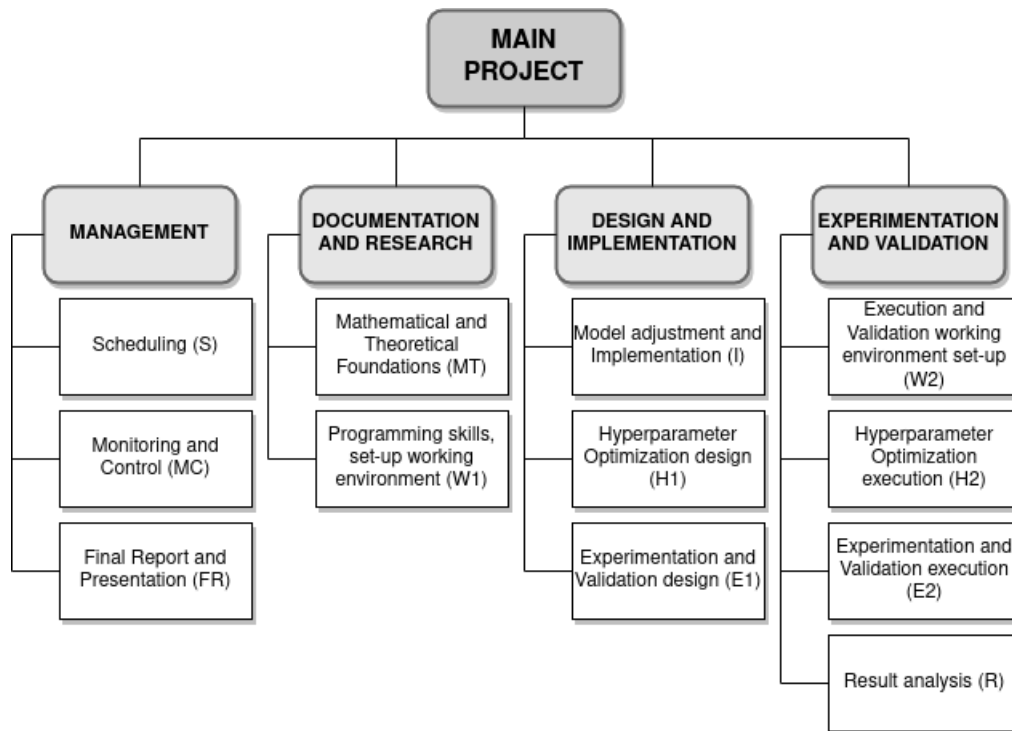 MAIN
PROJECT
MANAGEMENT
Scheduling (S)
Monitoring and
Control (MC)
Final Report and
Presentation (FR)
DOCUMENTATION
AND RESEARCH
Mathematical and
Theoretical
Foundations (MT)
Programming skills,
set-up working
environment (W1)
DESIGN AND
IMPLEMENTATION
Model adjustment and
Implementation (I)
Hyperparameter
Optimization design
(H1)
Experimentation and
Validation design (E1)
EXPERIMENTATION
AND VALIDATION
Execution and
Validation working
environment set-up
(W2)
Hyperparameter
Optimization
execution (H2)
Experimentation and
Validation execution
(E2)
Result analysis (R)